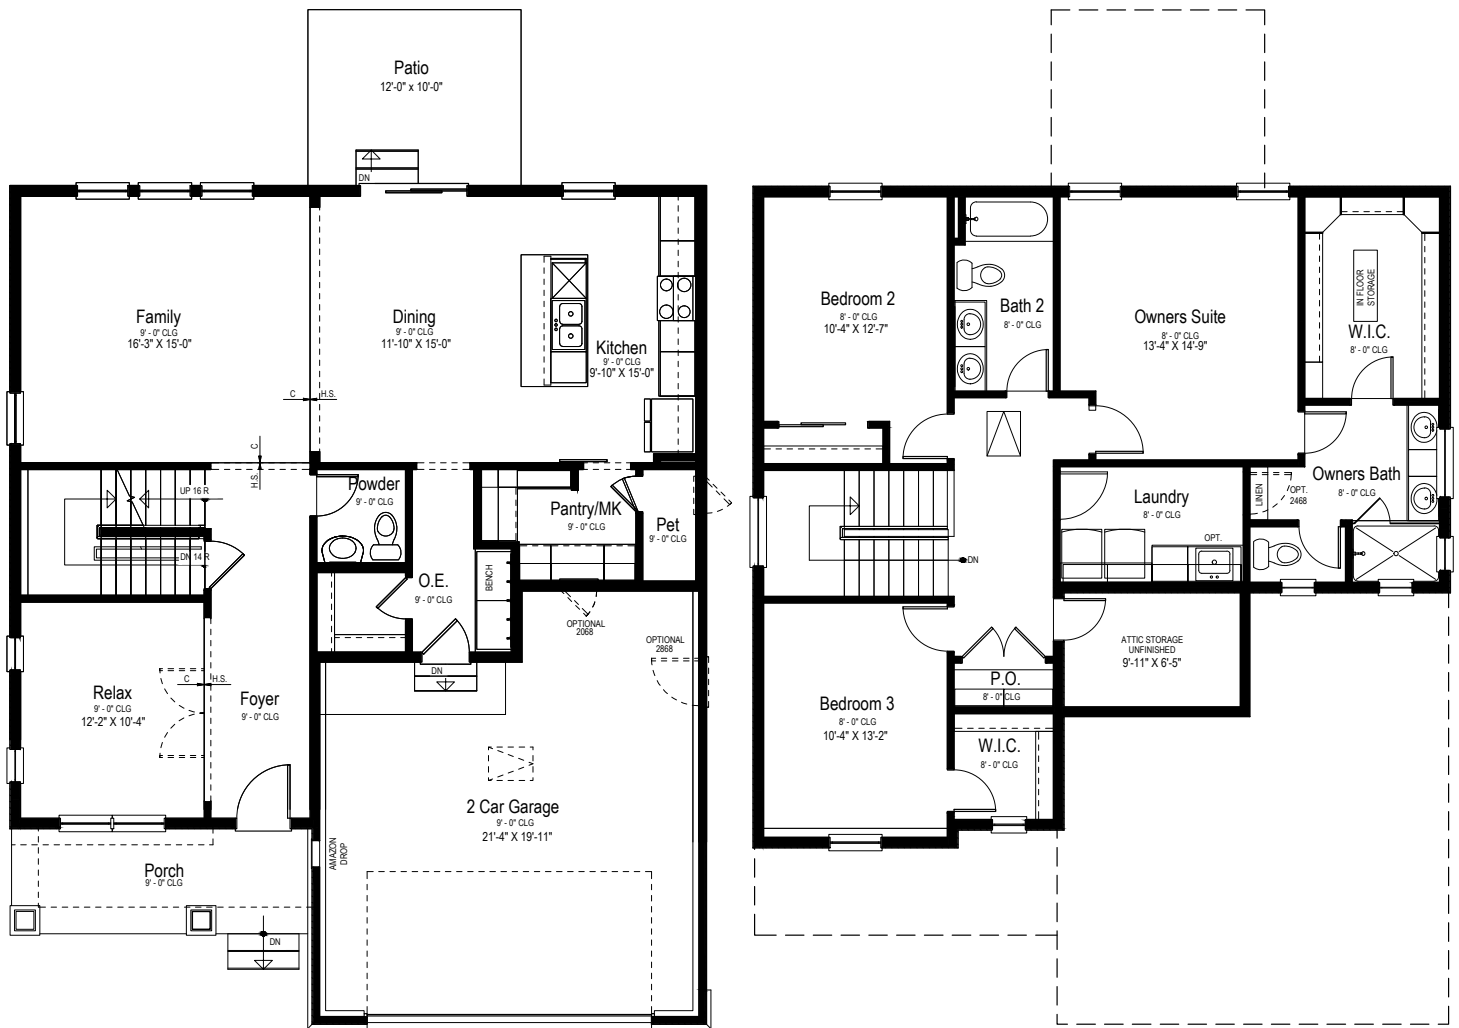 Patio
12'-0" x 10'-0"
DN
Family
9' - 0" CLG
16'-3" X 15'-0"
Dining
9' - 0" CLG
11'-10" X 15'-0"
Kitchen
9' - 0" CLG
9'-10" X 15'-0"
C
H.S.
C
H.S.
UP 16 R
DN 14 R
Powder
9' - 0" CLG
Pantry/MK
9' - 0" CLG
Pet
9' - 0" CLG
O.E.
9' - 0" CLG
BENCH
OPTIONAL
2068
OPTIONAL
2868
DN
Relax
9' - 0" CLG
12'-2" X 10'-4"
C
H.S.
Foyer
9' - 0" CLG
2 Car Garage
9' - 0" CLG
21'-4" X 19'-11"
AMAZON
DROP
Porch
9' - 0" CLG
DN
Bedroom 2
8' - 0" CLG
10'-4" X 12'-7"
Bath 2
8' - 0" CLG
Owners Suite
8' - 0" CLG
13'-4" X 14'-9"
IN FLOOR
STORAGE
W.I.C.
8' - 0" CLG
Owners Bath
8' - 0" CLG
LINEN
OPT.
2468
Laundry
8' - 0" CLG
OPT.
DN
ATTIC STORAGE
UNFINISHED
9'-11" X 6'-5"
P.O.
8' - 0" CLG
Bedroom 3
8' - 0" CLG
10'-4" X 13'-2"
W.I.C.
8' - 0" CLG